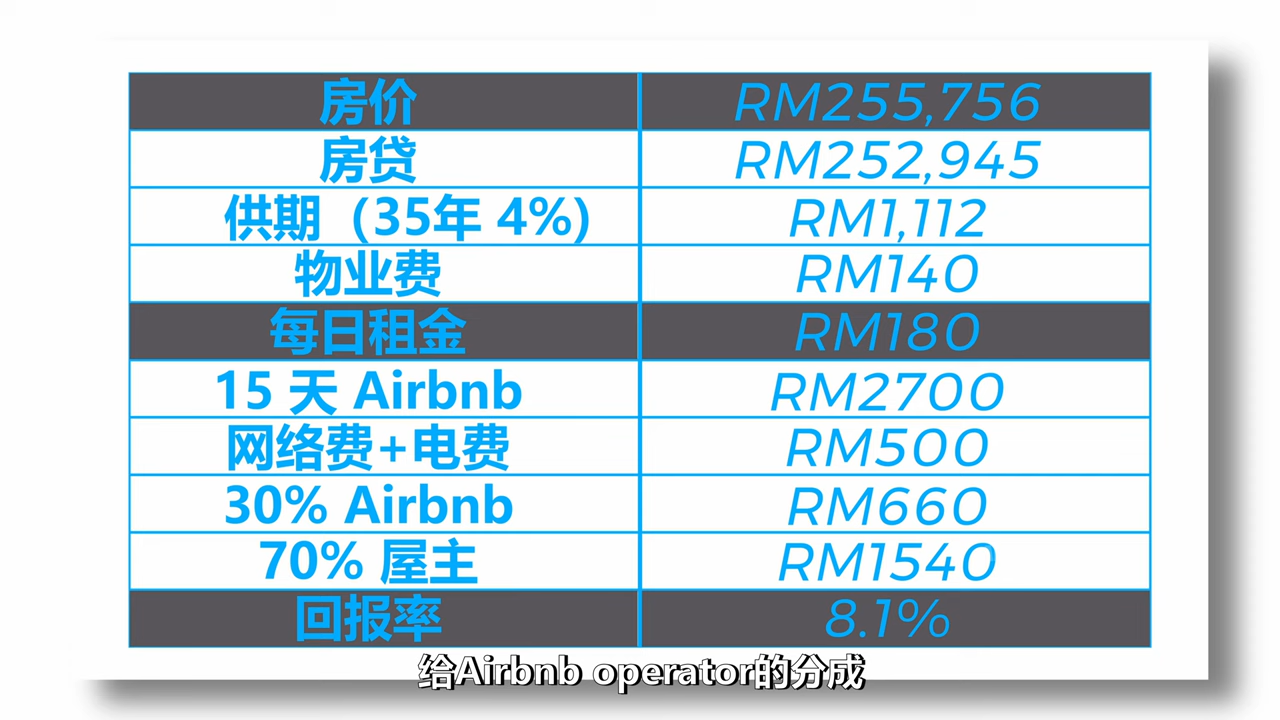 房价 RM255,756
房贷 RM252,945
供期（35年 4%) RM1,112
物业费 RM140
每日租金 RM180
15 天 Airbnb RM2700
网络费+电费 RM500
30% Airbnb RM660
70% 屋主 RM1540
回报率 8.1%
给Airbnb operator的分成